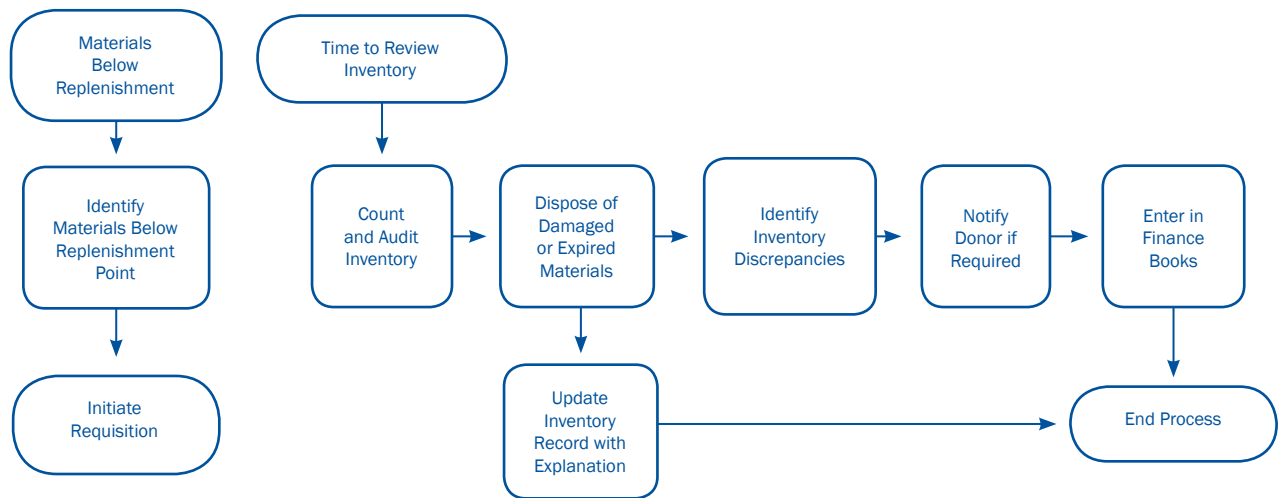 Materials
Below
Replenishment
Time to Review
Inventory
Identify
Materials Below
Replenishment
Point
Count
and Audit
Inventory
Dispose of
Damaged
or Expired
Materials
Identify
Inventory
Discrepancies
Notify
Donor if
Required
Enter in
Finance
Books
Initiate
Requisition
Update
Inventory
Record with
Explanation
End Process